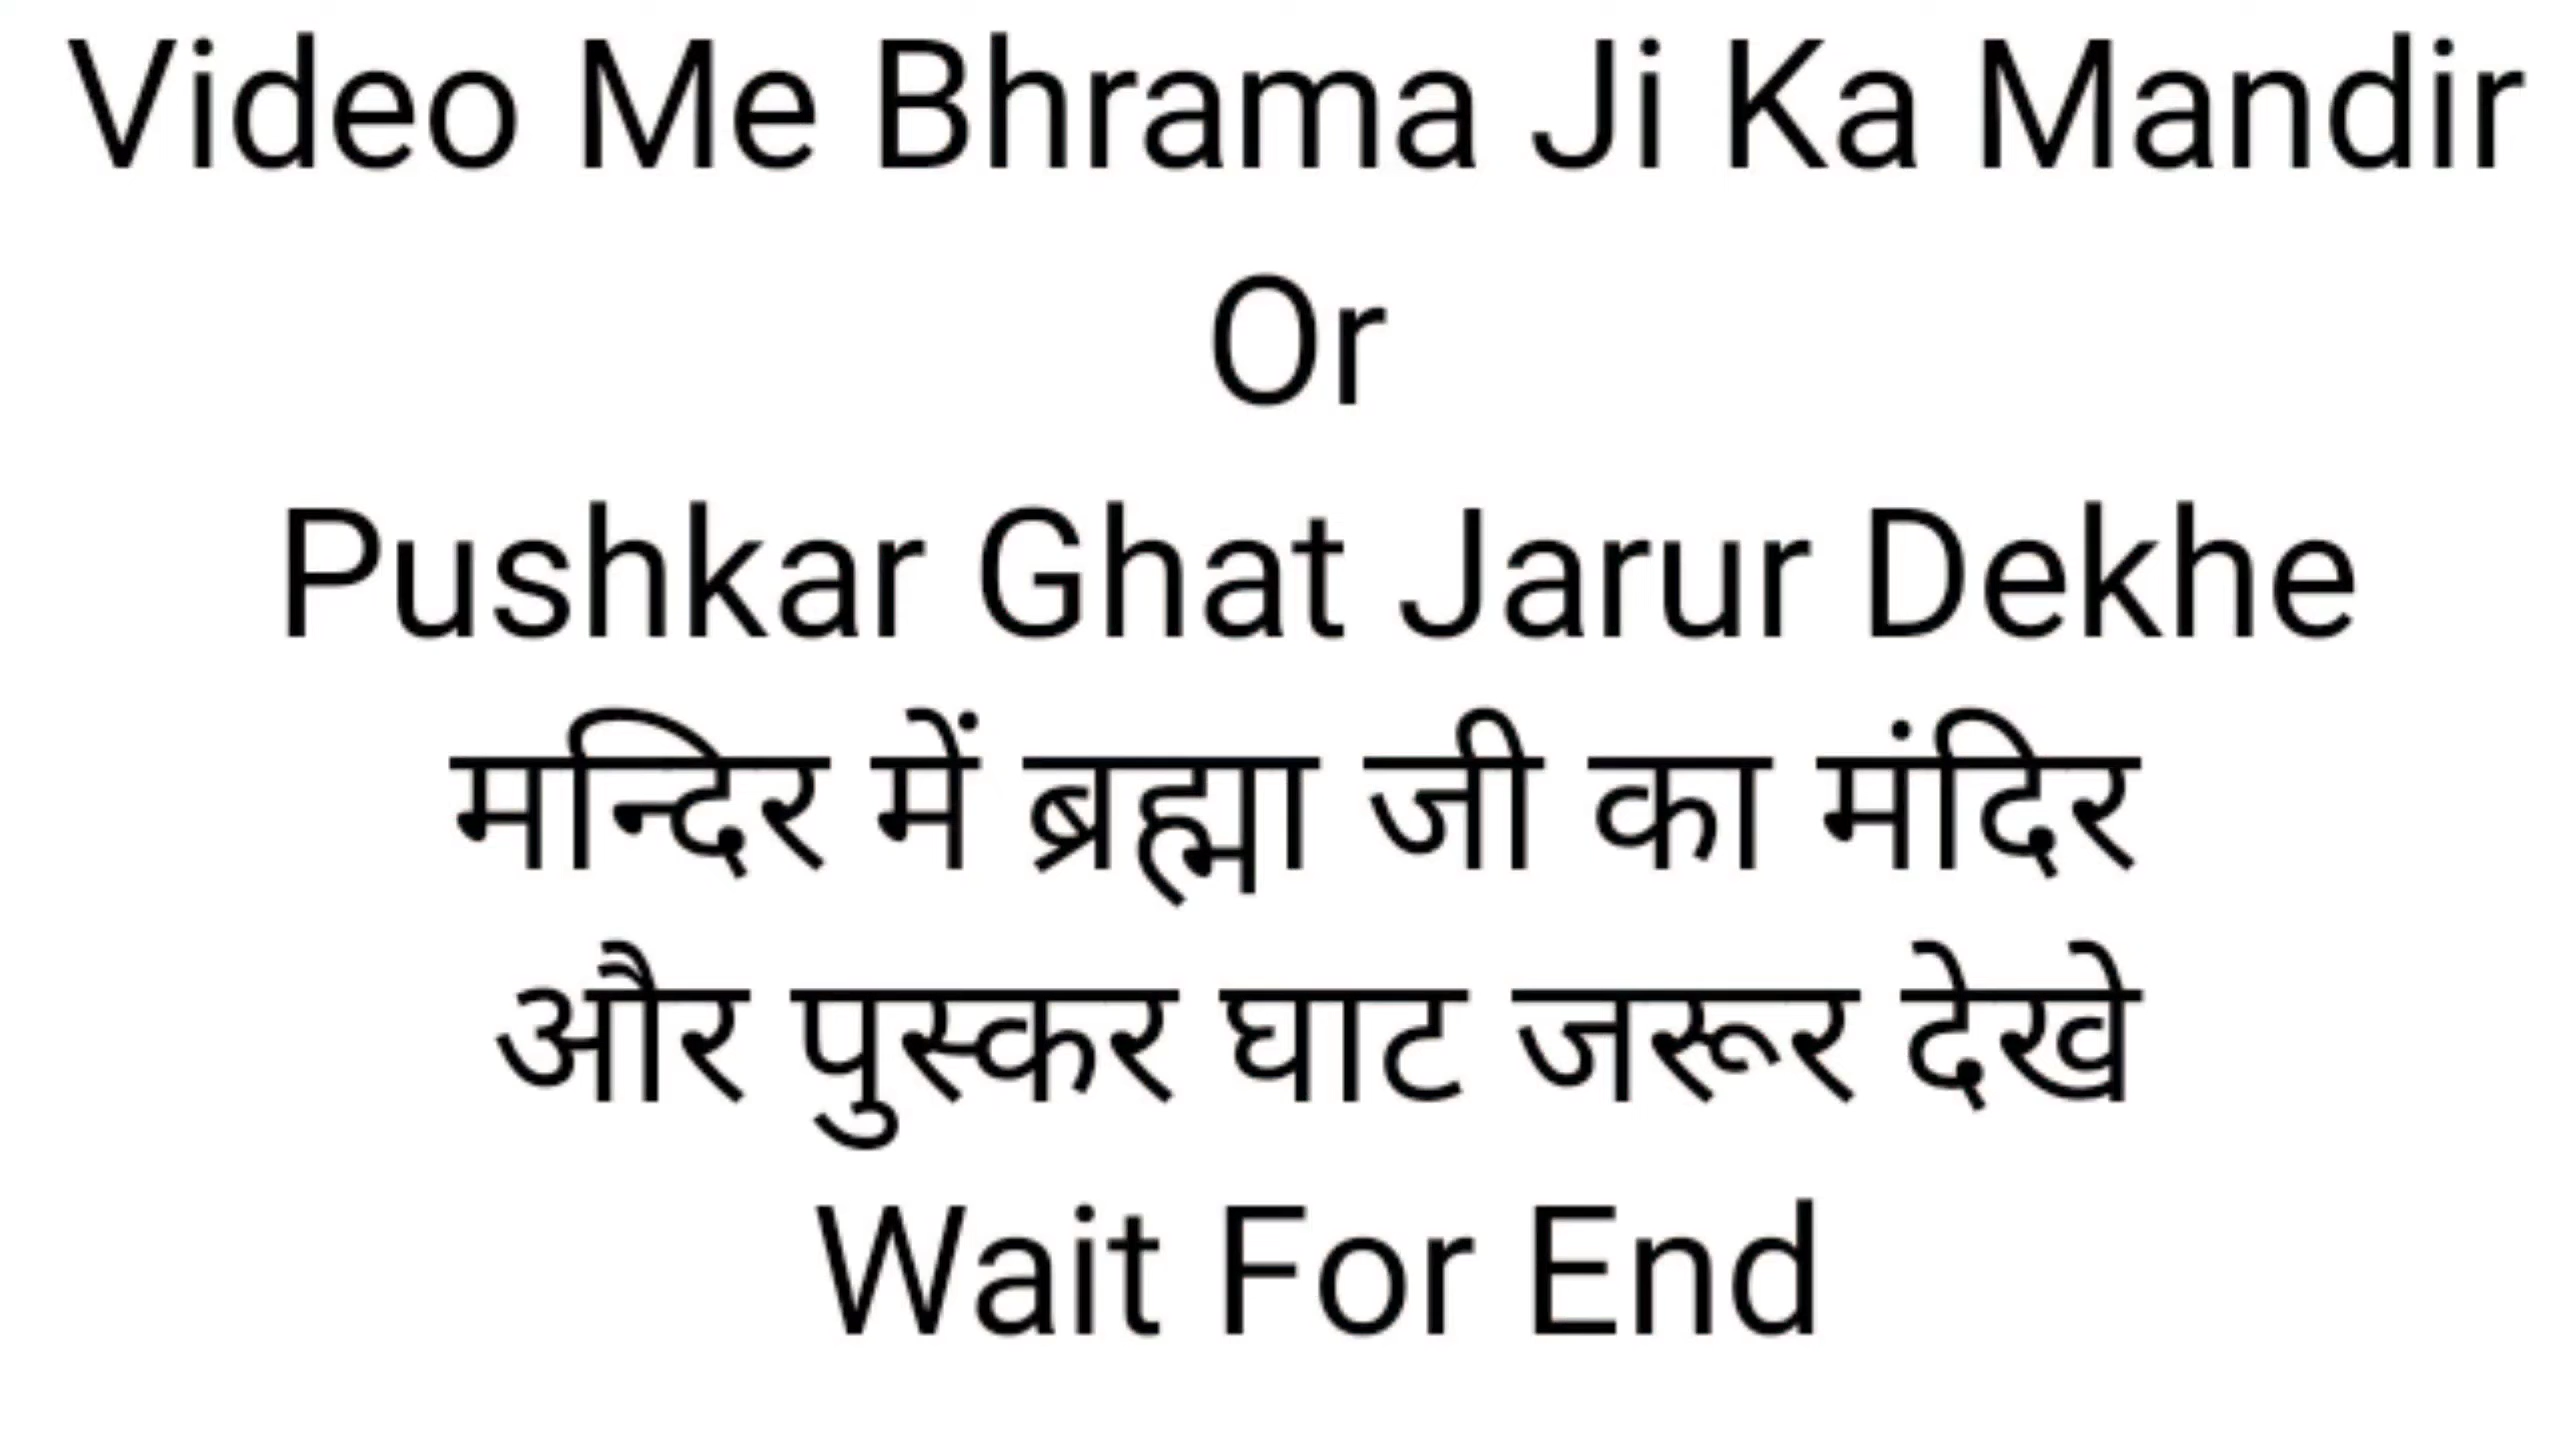 Video Me Bhrama Ji Ka Mandir
Or
Pushkar Ghat Jarur Dekhe
मन्दिर में ब्रह्मा जी का मंदिर
और पुस्कर घाट जरूर देखे
Wait For End